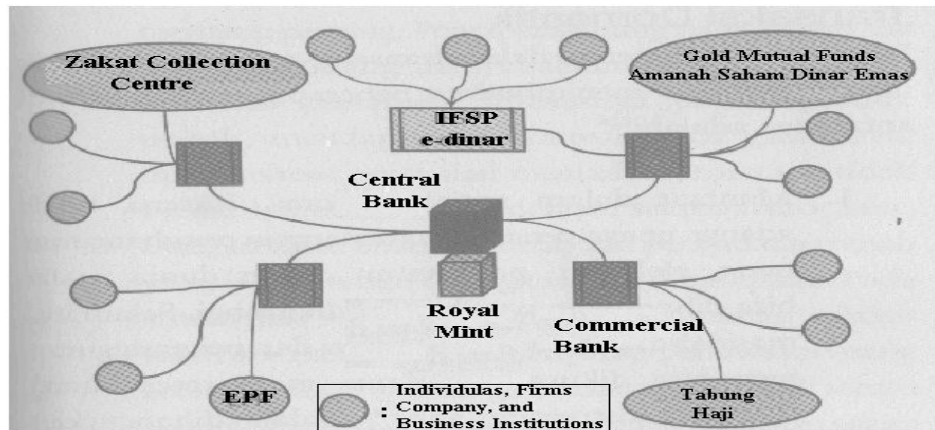 Zakat Collection
Centre
Gold Mutual Funds
Amanah Saham Dinar Emas
IFSP
e-dinar
Central
Bank
Royal
Mint
Commercial
Bank
EPF
Tabung
Haji
: Individulas, Firms
Company, and
Business Institutions